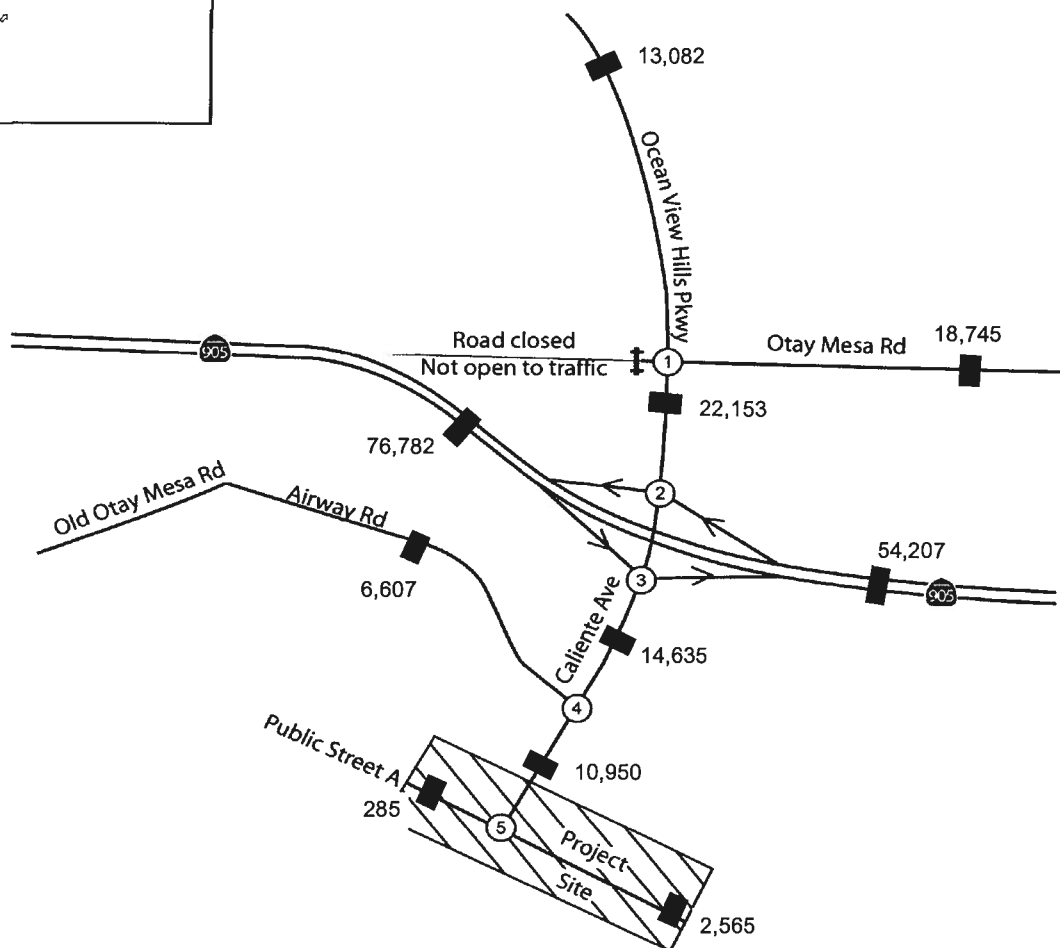 13,082
Ocean View Hills Pkwy
Road closed
Not open to traffic
Otay Mesa Rd
18,745
905
1
22,153
76,782
2
Old Otay Mesa Rd
Airway Rd
6,607
54,207
905
3
Caliente Ave
14,635
4
Public Street A
10,950
285
5
Project
Site
2,565